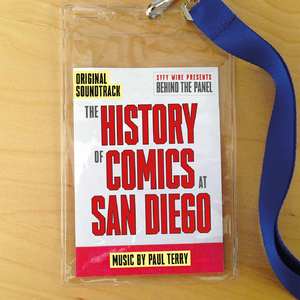 ORIGINAL
SOUNDTRACK
SYFY WIRE PRESENTS
BEHIND THE PANEL
THE HISTORY
OF COMICS AT
SAN DIEGO
MUSIC BY PAUL TERRY